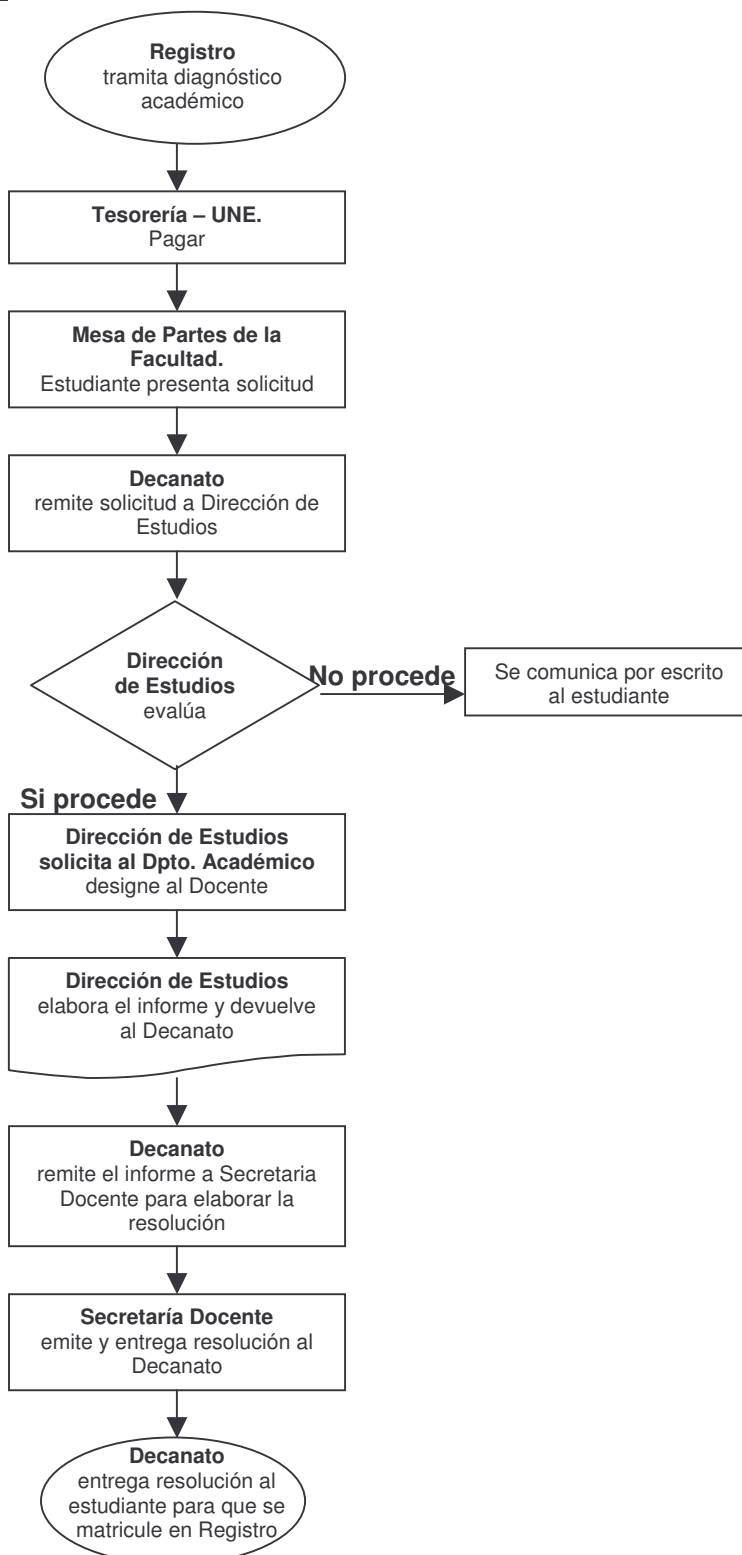 Registro
tramita diagnóstico
académico
Tesorería – UNE.
Pagar
Mesa de Partes de la
Facultad.
Estudiante presenta solicitud
Decanato
remite solicitud a Dirección de
Estudios
Dirección
de Estudios
evalúa
No procede
Se comunica por escrito
al estudiante
Si procede
Dirección de Estudios
solicita al Dpto. Académico
designe al Docente
Dirección de Estudios
elabora el informe y devuelve
al Decanato
Decanato
remite el informe a Secretaria
Docente para elaborar la
resolución
Secretaría Docente
emite y entrega resolución al
Decanato
Decanato
entrega resolución al
estudiante para que se
matricule en Registro